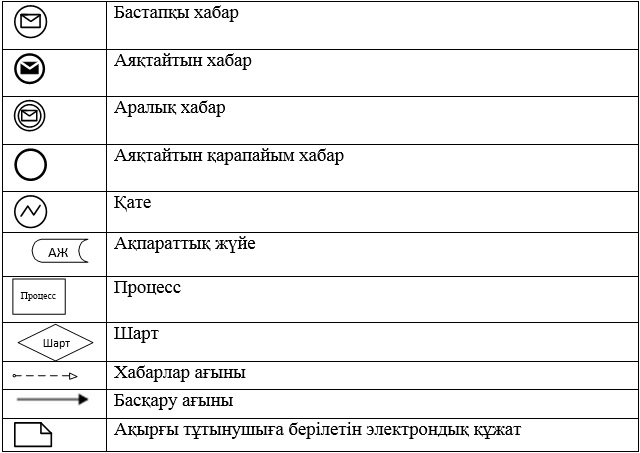 Бастапқы хабар
Аяқтайтын хабар
Аралық хабар
Аяқтайтын қарапайым хабар
Қате
АЖ Ақпараттық жүйе
Процесс Процесс
Шарт Шарт
Хабарлар ағыны
Басқару ағыны
Ақырғы тұтынушыға берілетін электрондық құжат